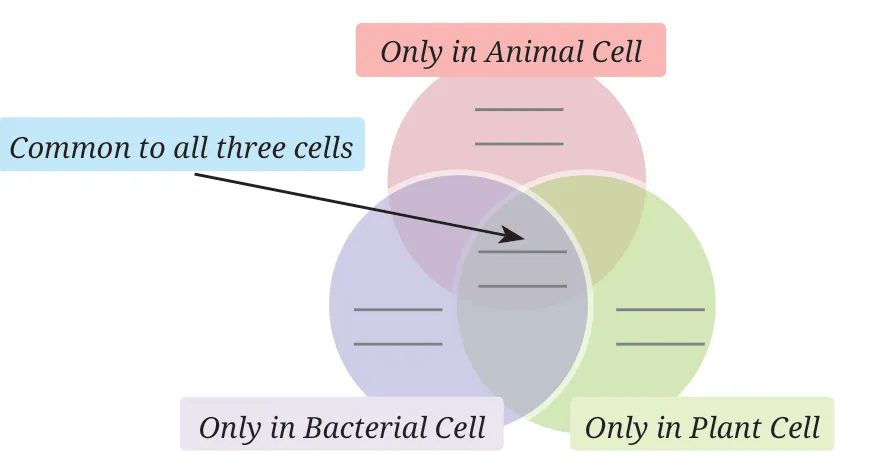 Only in Animal Cell
Common to all three cells
Only in Bacterial Cell
Only in Plant Cell